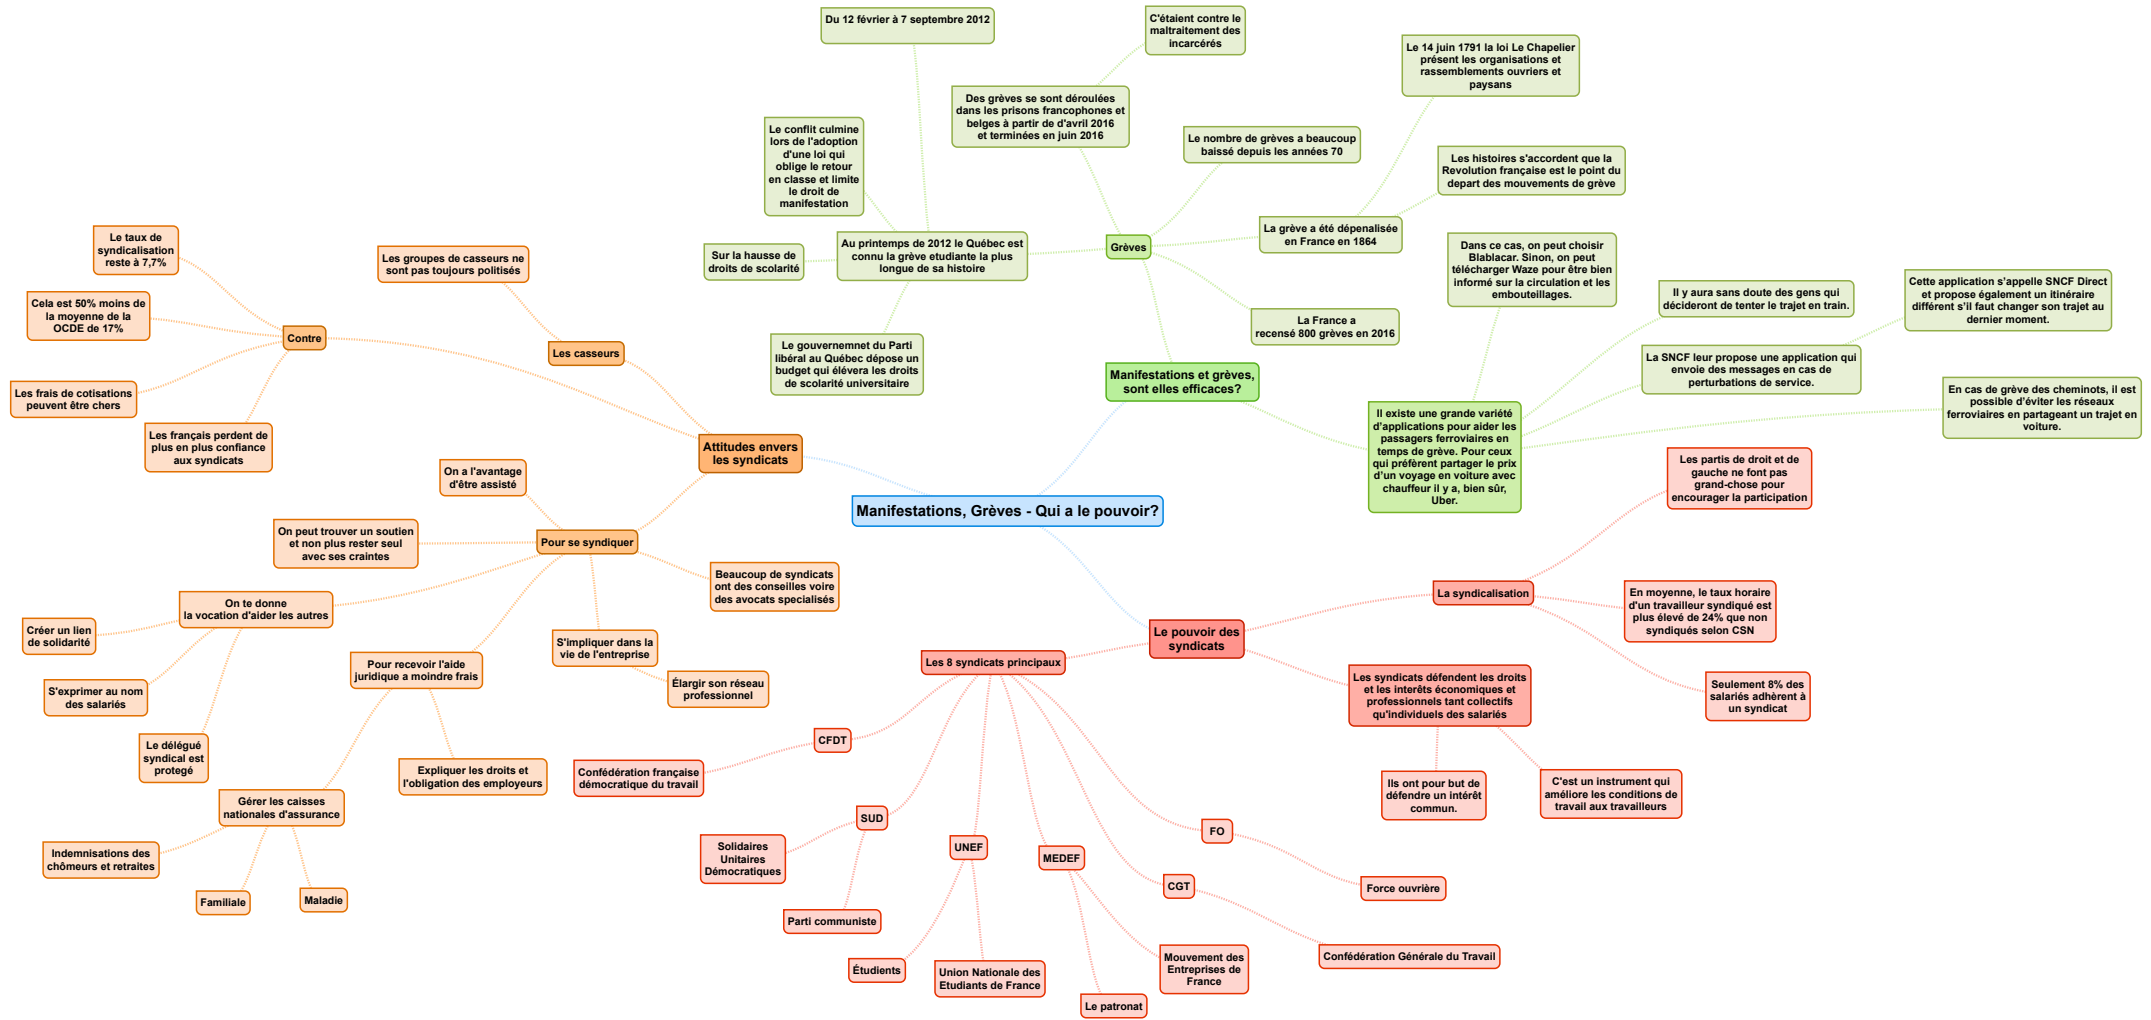 Manifestations, Grèves - Qui a le pouvoir?
Manifestations et grèves,
sont elles efficaces?
Grèves
Du 12 février à 7 septembre 2012
Le conflit culmine
lors de l'adoption
d'une loi qui
oblige le retour
en classe et limite
le droit de
manifestation
Sur la hausse de
droits de scolarité
Au printemps de 2012 le Québec est
connu la grève etudiante la plus
longue de sa histoire
Le gouvernemnet du Parti
libéral au Québec dépose un
budget qui élévera les droits
de scolarité universitaire
C'étaient contre le
maltraitement des
incarcérés
Des grèves se sont déroulées
dans les prisons francophones et
belges à partir de d'avril 2016
et terminées en juin 2016
Le nombre de grèves a beaucoup
baissé depuis les années 70
Le 14 juin 1791 la loi Le Chapelier
présent les organisations et
rassemblements ouvriers et
paysans
Les histoires s'accordent que la
Revolution française est le point du
depart des mouvements de grève
La grève a été dépenalisée
en France en 1864
La France a
recensé 800 grèves en 2016
Dans ce cas, on peut choisir
Blablacar. Sinon, on peut
télécharger Waze pour être bien
informé sur la circulation et les
embouteillages.
Il y aura sans doute des gens qui
décideront de tenter le trajet en train.
Cette application s'appelle SNCF Direct
et propose également un itinéraire
différent s'il faut changer son trajet au
dernier moment.
La SNCF leur propose une application qui
envoie des messages en cas de
perturbations de service.
En cas de grève des cheminots, il est
possible d'éviter les réseaux
ferroviaires en partageant un trajet en
voiture.
Il existe une grande variété
d'applications pour aider les
passagers ferroviaires en
temps de grève. Pour ceux
qui préfèrent partager le prix
d'un voyage en voiture avec
chauffeur il y a, bien sûr,
Uber.
Attitudes envers
les syndicats
Les casseurs
Les groupes de casseurs ne
sont pas toujours politisés
Contre
Le taux de
syndicalisation
reste à 7,7%
Cela est 50% moins de
la moyenne de la
OCDE de 17%
Les frais de cotisations
peuvent être chers
Les français perdent de
plus en plus confiance
aux syndicats
Pour se syndiquer
On a l'avantage
d'être assisté
On peut trouver un soutien
et non plus rester seul
avec ses craintes
Beaucoup de syndicats
ont des conseilles voire
des avocats specialisés
On te donne
la vocation d'aider les autres
Créer un lien
de solidarité
S'exprimer au nom
des salariés
Le délégué
syndical est
protegé
S'impliquer dans la
vie de l'entreprise
Élargir son réseau
professionnel
Pour recevoir l'aide
juridique a moindre frais
Expliquer les droits et
l'obligation des employeurs
Gérer les caisses
nationales d'assurance
Indemnisations des
chômeurs et retraites
Familiale
Maladie
Le pouvoir des
syndicats
La syndicalisation
Les partis de droit et de
gauche ne font pas
grand-chose pour
encourager la participation
En moyenne, le taux horaire
d'un travailleur syndiqué est
plus élevé de 24% que non
syndiqués selon CSN
Seulement 8% des
salariés adhèrent à
un syndicat
Les syndicats défendent les droits
et les interêts économiques et
professionnels tant collectifs
qu'individuels des salariés
Ils ont pour but de
défendre un intérêt
commun.
C'est un instrument qui
améliore les conditions de
travail aux travailleurs
Les 8 syndicats principaux
CFDT
Confédération française
démocratique du travail
SUD
Solidaires
Unitaires
Démocratiques
Parti communiste
UNEF
Étudients
Union Nationale des
Etudiants de France
MEDEF
Le patronat
Mouvement des
Entreprises de
France
CGT
Confédération Générale du Travail
FO
Force ouvrière